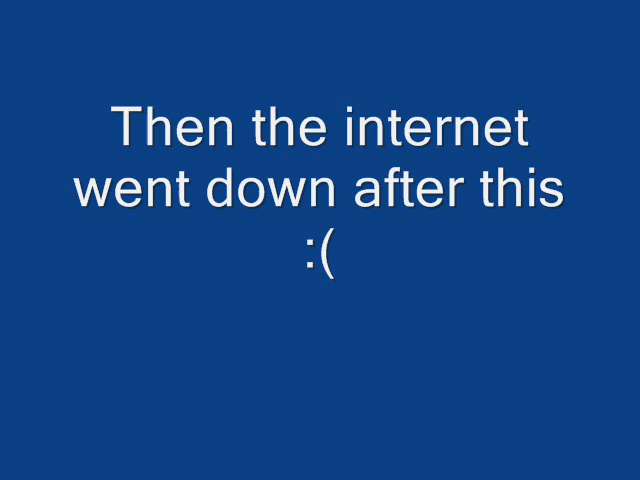 Then the internet
went down after this
:(